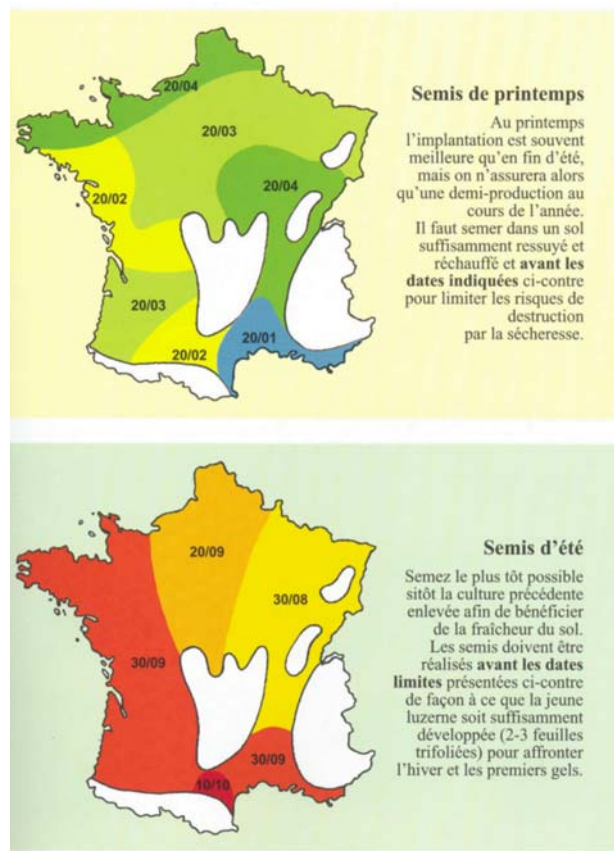 20/04
20/03
20/04
20/02
20/03
20/02
20/01
Semis de printemps
Au printemps
l'implantation est souvent
meilleure qu'en fin d'été,
mais on n'assurera alors
qu'une demi-production au
cours de l'année.
Il faut semer dans un sol
suffisamment ressuyé et
réchauffé et avant les
dates indiquées ci-contre
pour limiter les risques de
destruction
par la sécheresse.
20/09
30/08
30/09
30/09
10/10
Semis d'été
Semez le plus tôt possible
sitôt la culture précédente
enlevée afin de bénéficier
de la fraîcheur du sol.
Les semis doivent être
réalisés avant les dates
limites présentées ci-contre
de façon à ce que la jeune
luzerne soit suffisamment
développée (2-3 feuilles
trifoliées) pour affronter
l'hiver et les premiers gels.